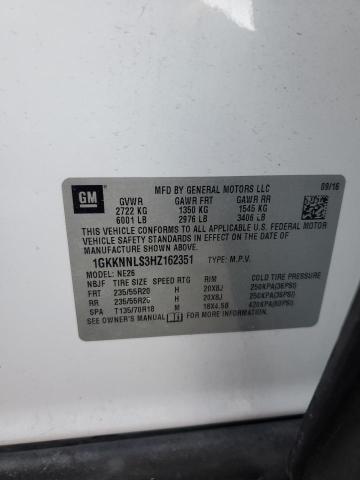 GM
MFD BY GENERAL MOTORS LLC 09/16
GVWR GAWR FRT GAWR RR
2722 KG 1350 KG 1545 KG
6001 LB 2976 LB 3406 LB
THIS VEHICLE CONFORMS TO ALL APPLICABLE
U.S. FEDERAL MOTOR VEHICLE SAFETY, BUMPER,
AND THEFT PREVENTION STANDARDS IN EFFECT
ON THE DATE OF MANUFACTURE SHOWN ABOVE.
1GKKNNLS3HZ162351 TYPE: M.P.V.
MODEL: NE26
NBJF TIRE SIZE SPEED RTG RIM COLD TIRE PRESSURE
FRT 235/55R20 H 20X8J 250KPA(36PSI)
RR 235/55R20 H 20X8J 250KPA(36PSI)
SPA T135/70R18 M 18X4.5B 420KPA(60PSI)
SEE OWNER'S MANUAL FOR MORE INFORMATION.